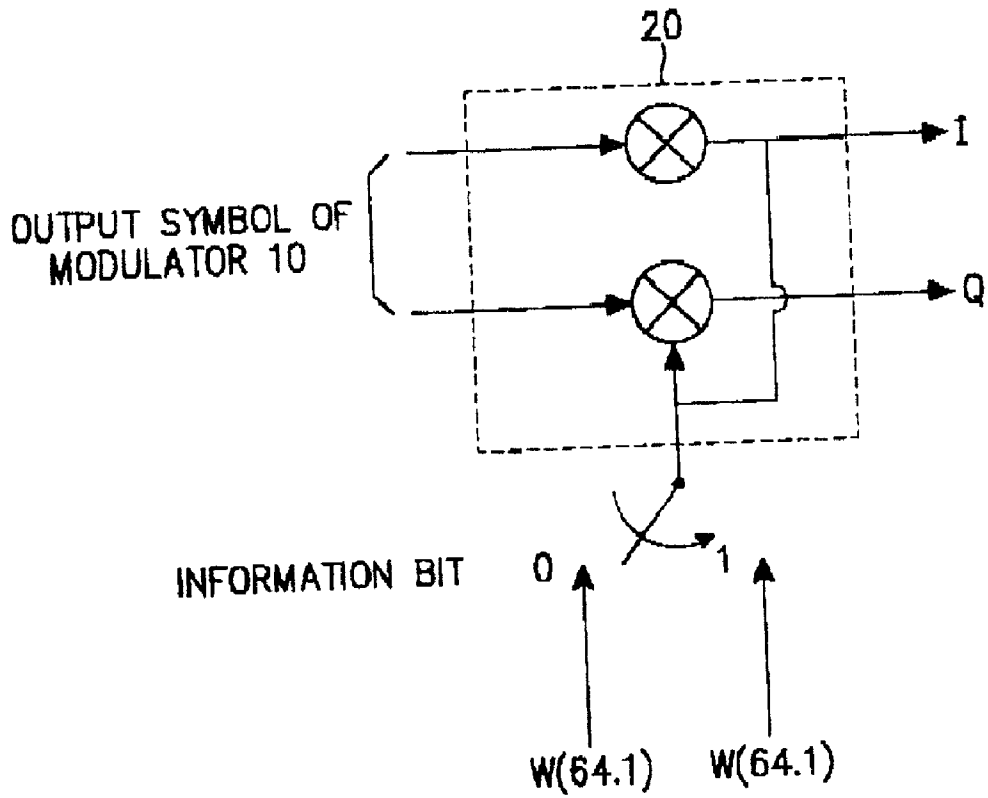 20
I
OUTPUT SYMBOL OF
MODULATOR 10
Q
INFORMATION BIT 0 1
W(64.1) W(64.1)